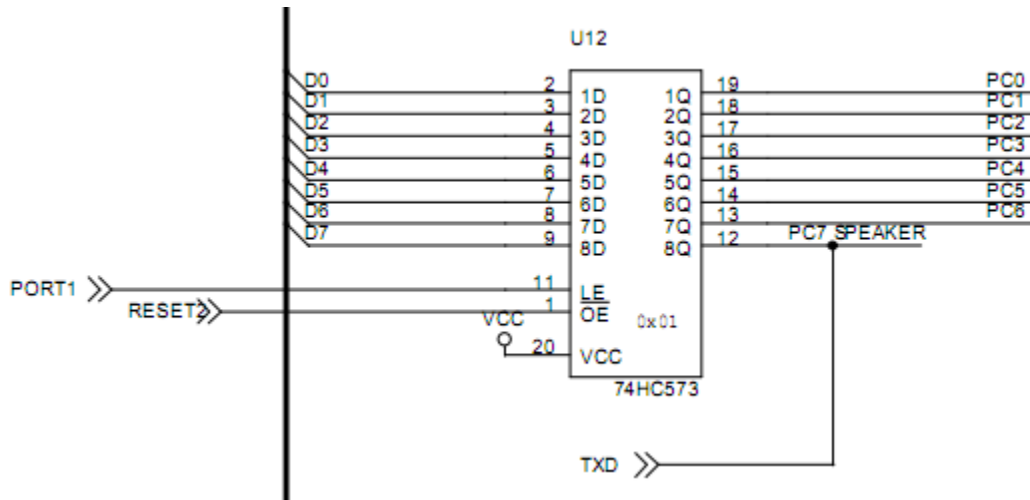 U12
D0 2 1D 1Q 19 PC0
D1 3 2D 2Q 18 PC1
D2 4 3D 3Q 17 PC2
D3 5 4D 4Q 16 PC3
D4 6 5D 5Q 15 PC4
D5 7 6D 6Q 14 PC5
D6 8 7D 7Q 13 PC6
D7 9 8D 8Q 12 PC7 SPEAKER
PORT1 11 LE
RESET2 1 OE
VCC 0x01
20 VCC
74HC573
TXD